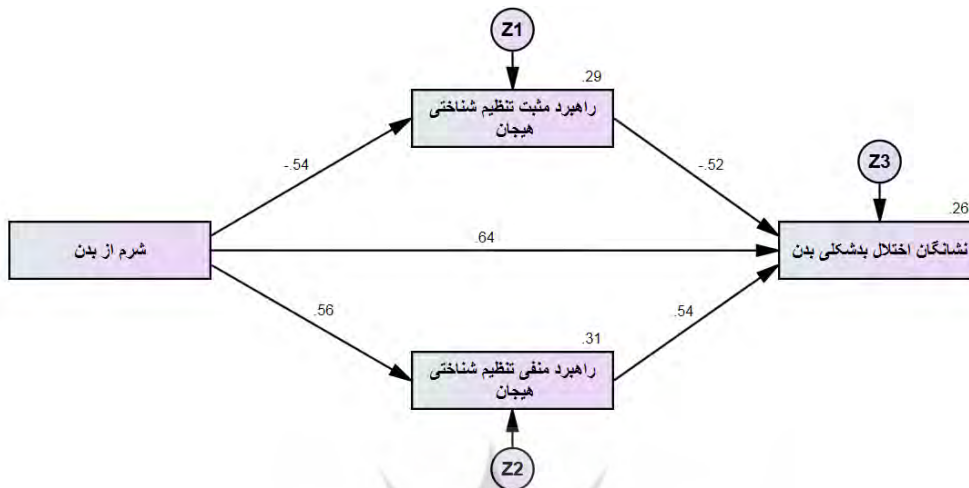 Z1
.29
راهبرد مثبت تنظیم شناختی
هیجان
-.54
-.52
Z3
.26
شرم از بدن
.64
نشانگان اختلال بدشکلی بدن
.56
.54
.31
راهبرد منفی تنظیم شناختی
هیجان
Z2